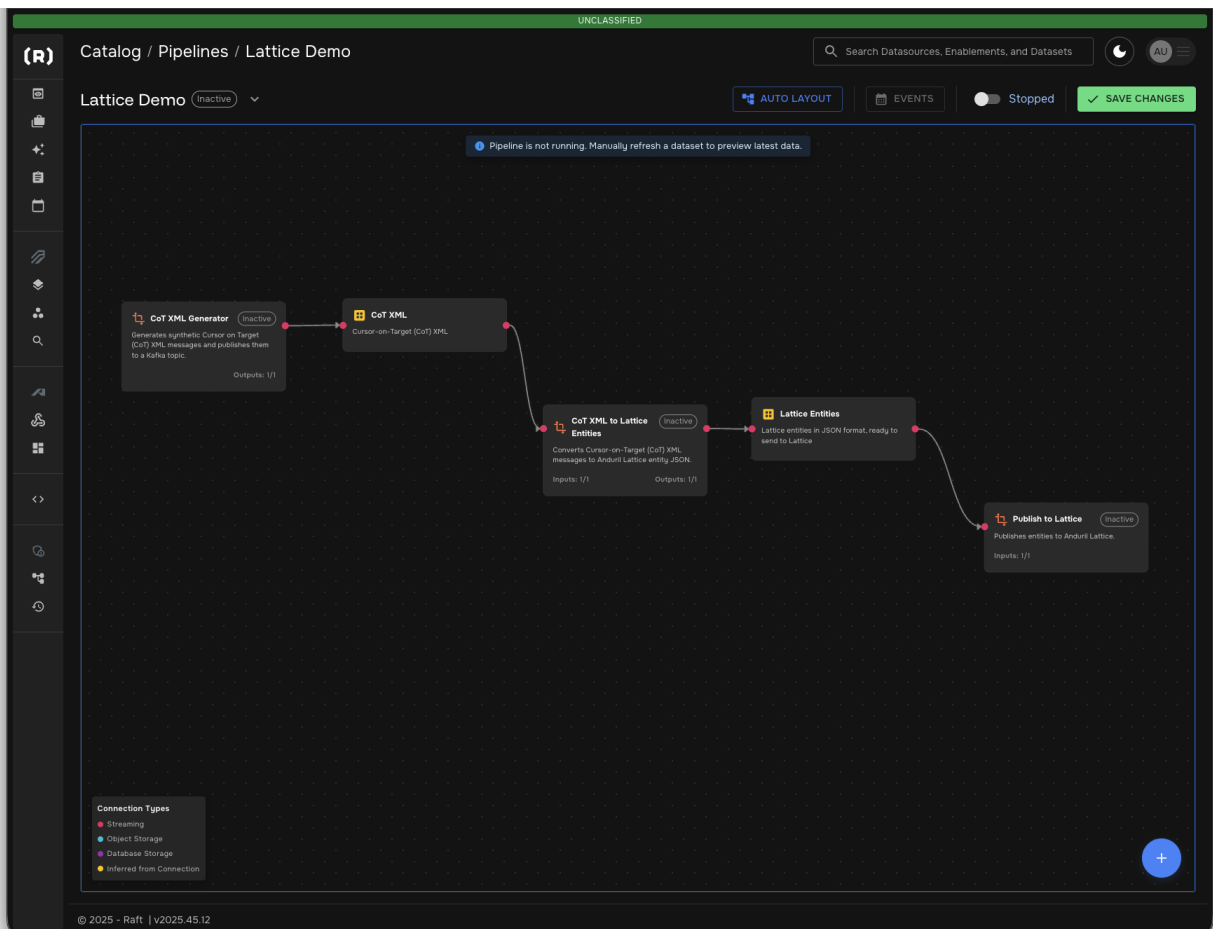 UNCLASSIFIED
(R)
Catalog / Pipelines / Lattice Demo
Search Datasources, Enablements, and Datasets
AU
Lattice Demo
Inactive
AUTO LAYOUT
EVENTS
Stopped
SAVE CHANGES
Pipeline is not running. Manually refresh a dataset to preview latest data.
CoT XML Generator
Inactive
Generates synthetic Cursor on Target
(CoT) XML messages and publishes them
to a Kafka topic.
Outputs: 1/1
CoT XML
Cursor-on-Target (CoT) XML
CoT XML to Lattice
Entities
Inactive
Converts Cursor-on-Target (CoT) XML
messages to Anduril Lattice entity JSON.
Inputs: 1/1
Outputs: 1/1
Lattice Entities
Lattice entities in JSON format, ready to
send to Lattice
Publish to Lattice
Inactive
Publishes entities to Anduril Lattice.
Inputs: 1/1
Connection Types
Streaming
Object Storage
Database Storage
Inferred from Connection
© 2025 - Raft | v2025.45.12